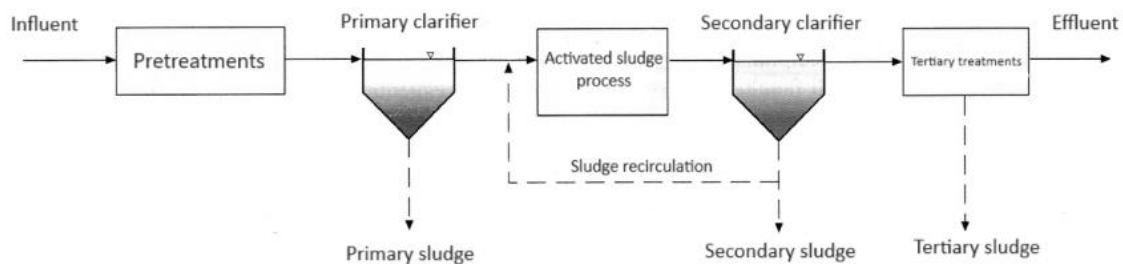 Influent
Pretreatments
Primary clarifier
Activated sludge
process
Secondary clarifier
Tertiary treatments
Effluent
Sludge recirculation
Primary sludge
Secondary sludge
Tertiary sludge